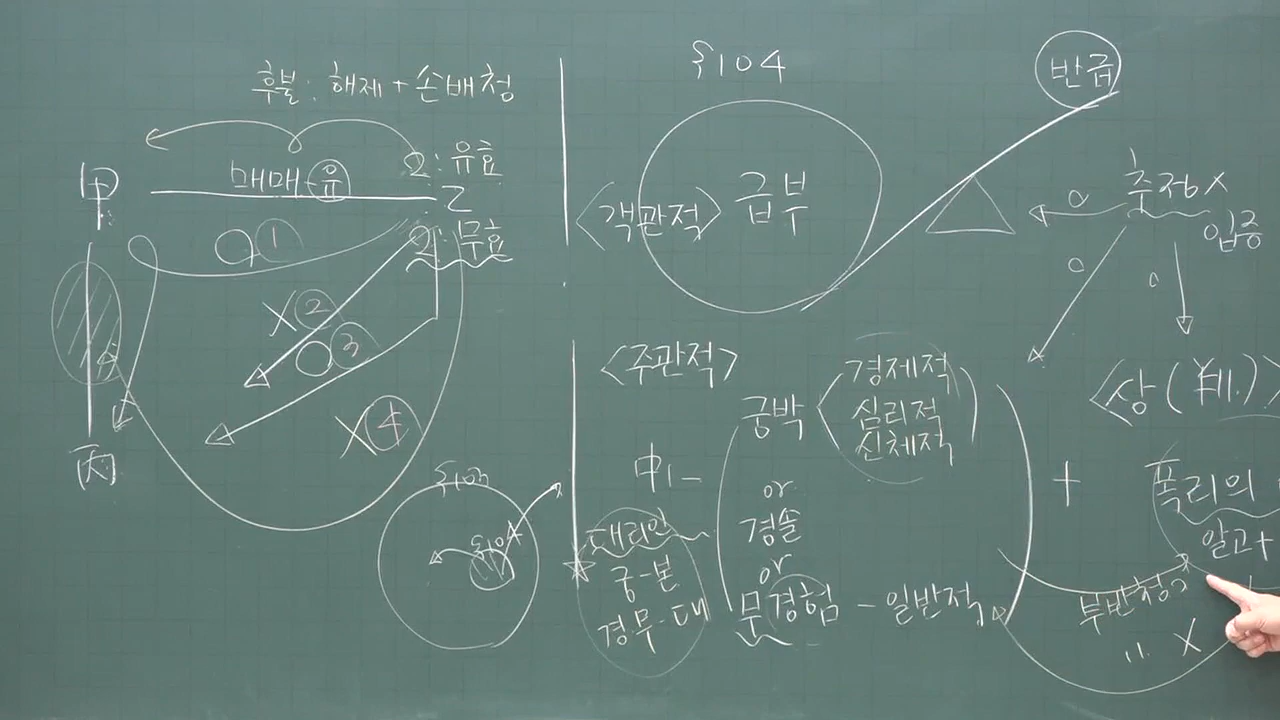 후불: 해제 + 손배청
甲
매매-유
2: 유효
乙
2: 무효
○ ①
X ②
○ ③
X ④
丙
§104
§104
반급
<객관적>
급부
추정 X
입증
<주관적>
궁박
경제적
심리적
신체적
甲
or
경솔
or
무경험 - 일반적
대리인
궁-본
경무-대
+
<상(
폭리의
알고+
부반청
〃 X